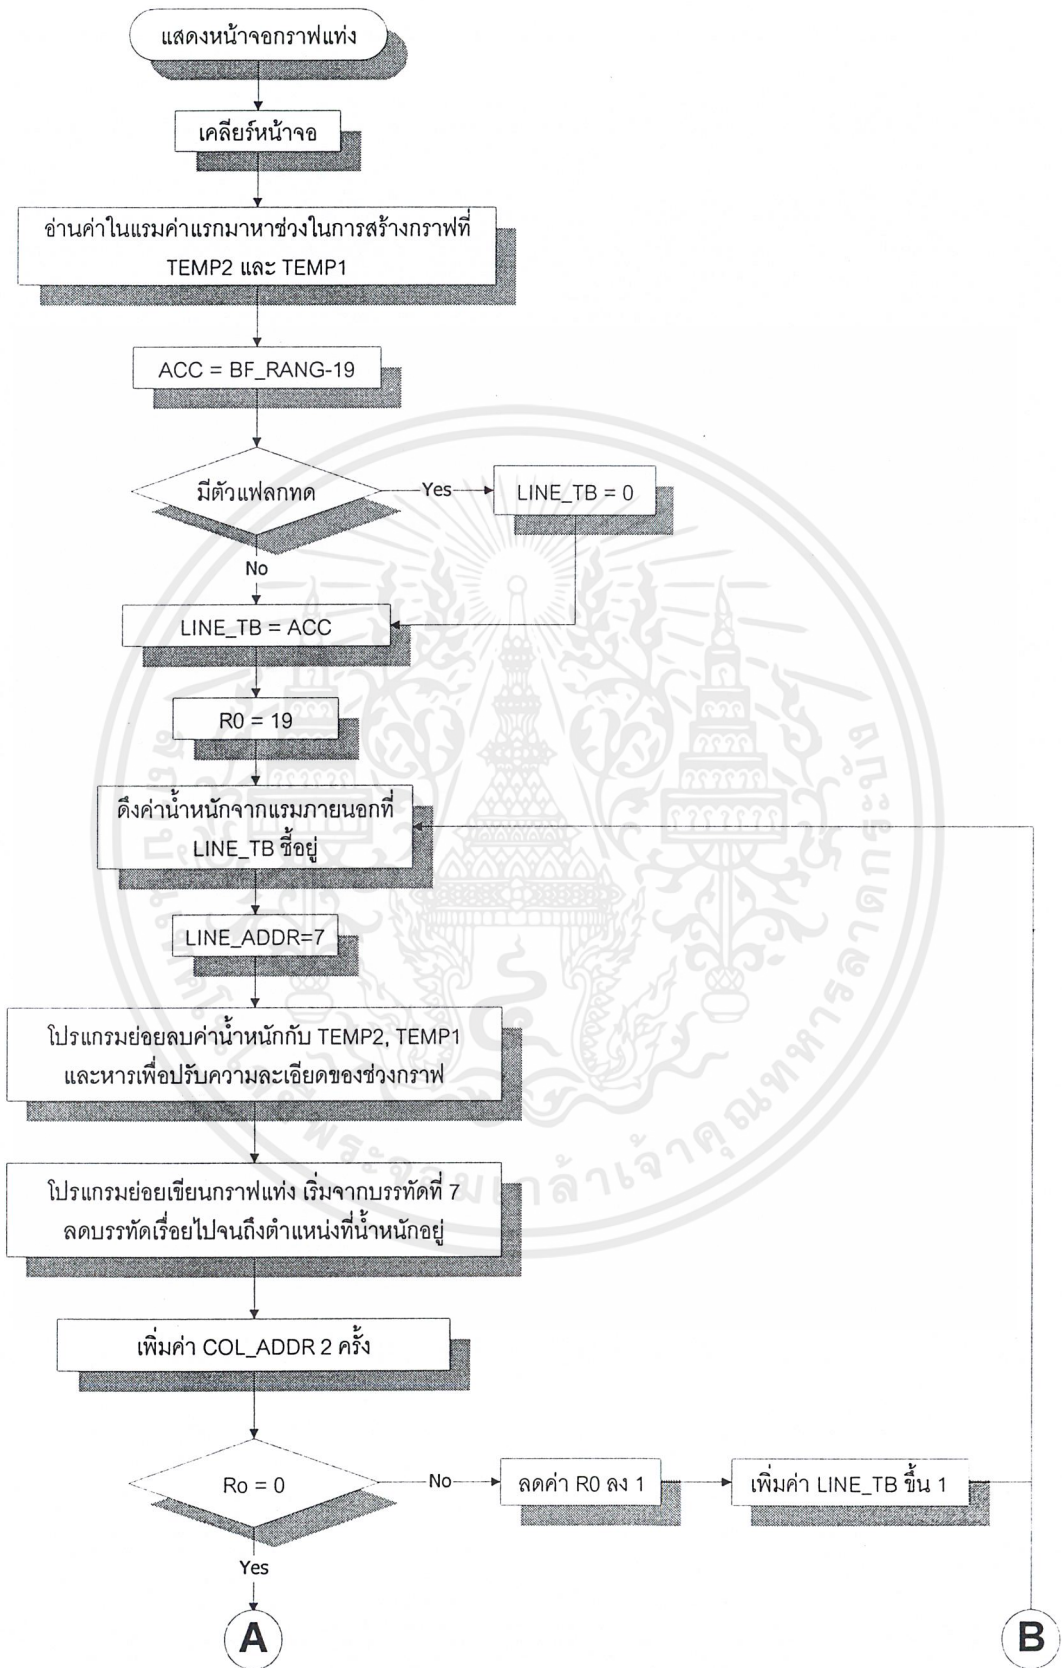 แสดงหน้าจอกราฟแท่ง
เคลียร์หน้าจอ
อ่านค่าในแรมค่าแรกมาหาช่วงในการสร้างกราฟที่
TEMP2 และ TEMP1
ACC = BF_RANG-19
มีตัวแฟลกทด
Yes
LINE_TB = 0
No
LINE_TB = ACC
R0 = 19
ดึงค่าน้ำหนักจากแรมภายนอกที่
LINE_TB ชี้อยู่
LINE_ADDR=7
โปรแกรมย่อยลบค่าน้ำหนักกับ TEMP2, TEMP1
และหารเพื่อปรับความละเอียดของช่วงกราฟ
โปรแกรมย่อยเขียนกราฟแท่ง เริ่มจากบรรทัดที่ 7
ลดบรรทัดเรื่อยไปจนถึงตำแหน่งที่น้ำหนักอยู่
เพิ่มค่า COL_ADDR 2 ครั้ง
Ro = 0
No
ลดค่า R0 ลง 1
เพิ่มค่า LINE_TB ขึ้น 1
Yes
A
B